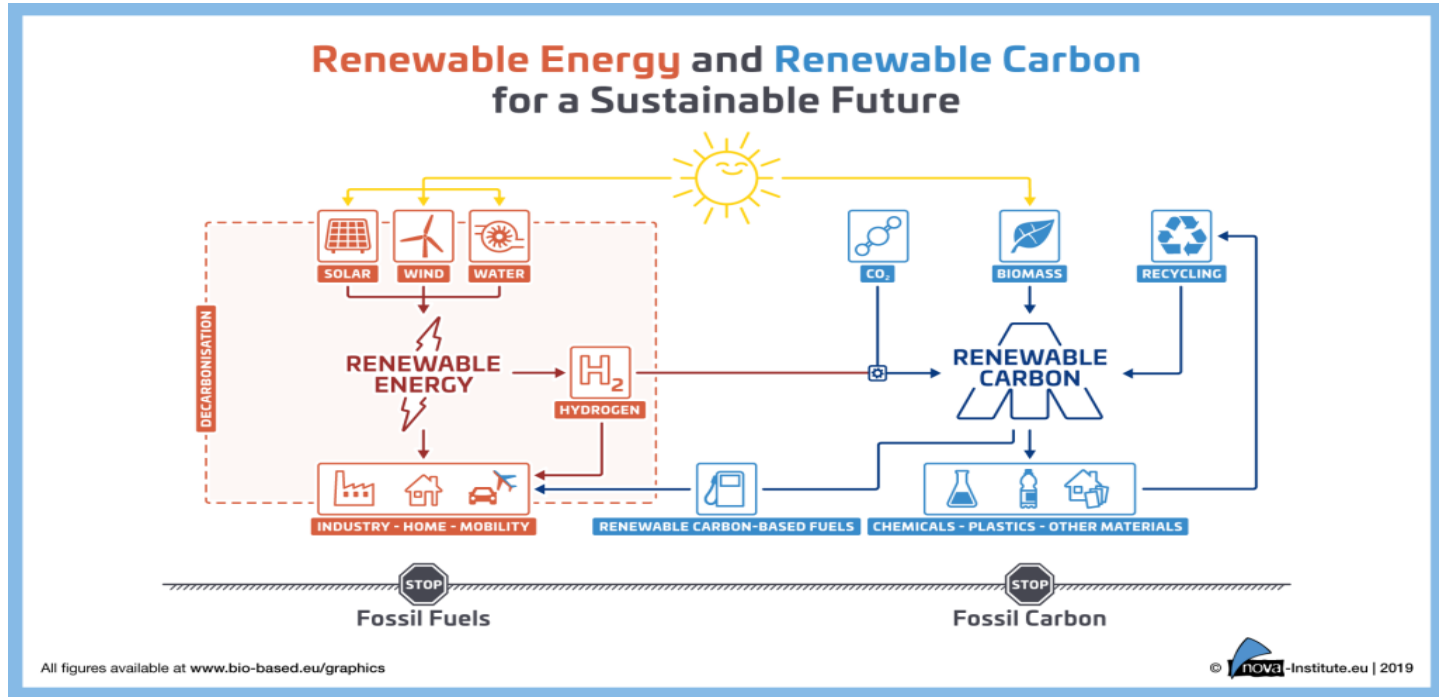 Renewable Energy and Renewable Carbon
for a Sustainable Future
SOLAR
WIND
WATER
CO₂
BIOMASS
RECYCLING
DECARBONISATION
RENEWABLE
ENERGY
H₂
HYDROGEN
RENEWABLE
CARBON
INDUSTRY - HOME - MOBILITY
RENEWABLE CARBON-BASED FUELS
CHEMICALS - PLASTICS - OTHER MATERIALS
STOP
Fossil Fuels
STOP
Fossil Carbon
All figures available at www.bio-based.eu/graphics
© nova-Institute.eu | 2019